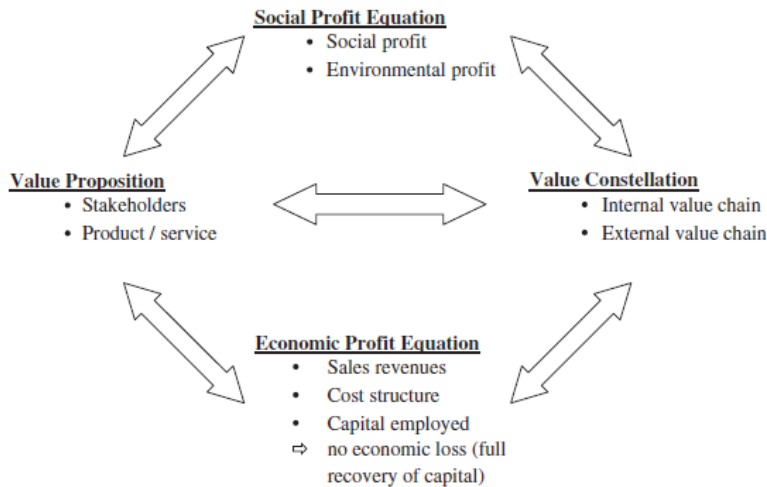 Social Profit Equation
• Social profit
• Environmental profit
Value Proposition
• Stakeholders
• Product / service
Value Constellation
• Internal value chain
• External value chain
Economic Profit Equation
• Sales revenues
• Cost structure
• Capital employed
⇨ no economic loss (full
recovery of capital)